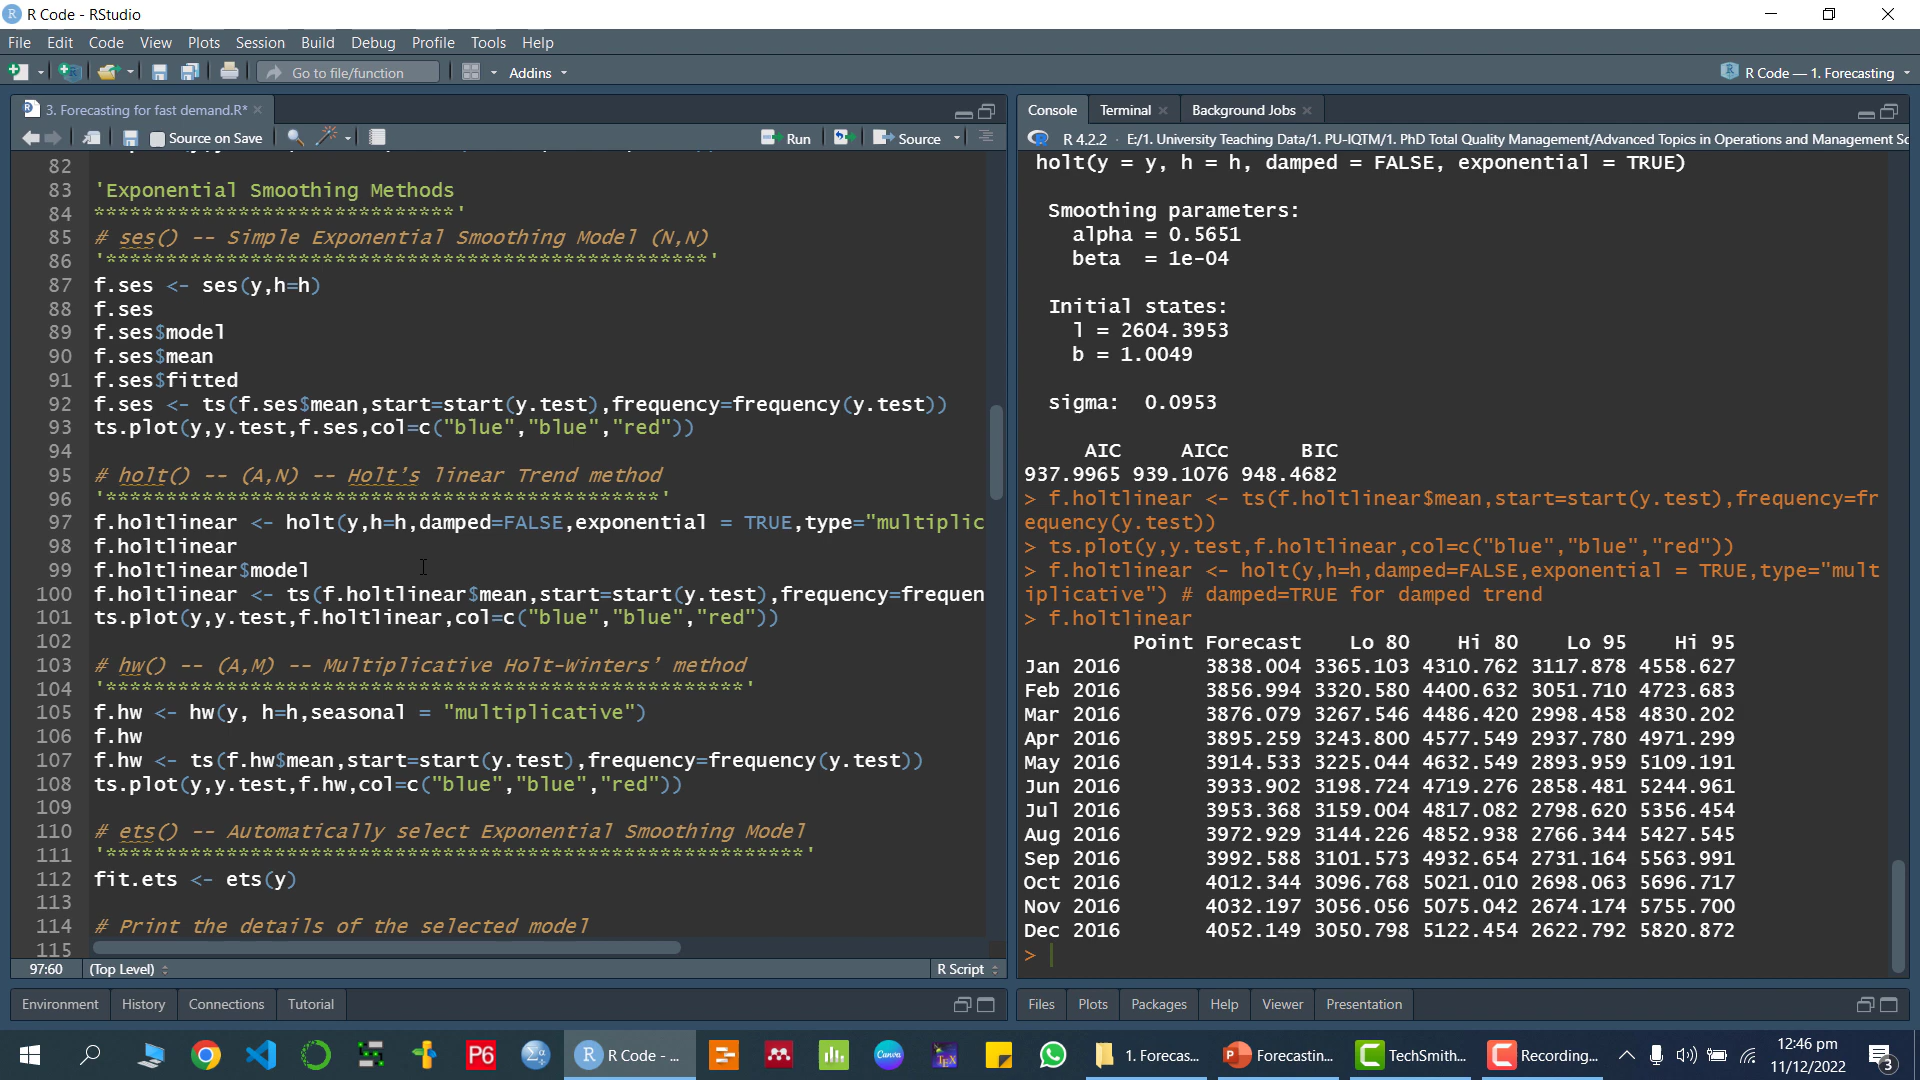 R Code - RStudio
File Edit Code View Plots Session Build Debug Profile Tools Help
Go to file/function Addins R Code — 1. Forecasting
3. Forecasting for fast demand.R*
Source on Save Run Source
82
83 'Exponential Smoothing Methods
84 ******************************'
85 # ses() -- Simple Exponential Smoothing Model (N,N)
86 '**************************************************'
87 f.ses <- ses(y,h=h)
88 f.ses
89 f.ses$model
90 f.ses$mean
91 f.ses$fitted
92 f.ses <- ts(f.ses$mean,start=start(y.test),frequency=frequency(y.test))
93 ts.plot(y,y.test,f.ses,col=c("blue","blue","red"))
94
95 # holt() -- (A,N) -- Holt's linear Trend method
96 '**********************************************'
97 f.holtlinear <- holt(y,h=h,damped=FALSE,exponential = TRUE,type="multiplic
98 f.holtlinear
99 f.holtlinear$model
100 f.holtlinear <- ts(f.holtlinear$mean,start=start(y.test),frequency=frequen
101 ts.plot(y,y.test,f.holtlinear,col=c("blue","blue","red"))
102
103 # hw() -- (A,M) -- Multiplicative Holt-Winters' method
104 '*****************************************************'
105 f.hw <- hw(y, h=h,seasonal = "multiplicative")
106 f.hw
107 f.hw <- ts(f.hw$mean,start=start(y.test),frequency=frequency(y.test))
108 ts.plot(y,y.test,f.hw,col=c("blue","blue","red"))
109
110 # ets() -- Automatically select Exponential Smoothing Model
111 '**********************************************************'
112 fit.ets <- ets(y)
113
114 # Print the details of the selected model
115
97:60 (Top Level) R Script
Environment History Connections Tutorial
Console Terminal Background Jobs
R 4.2.2 · E:/1. University Teaching Data/1. PU-IQTM/1. PhD Total Quality Management/Advanced Topics in Operations and Management Sc
holt(y = y, h = h, damped = FALSE, exponential = TRUE)
Smoothing parameters:
alpha = 0.5651
beta = 1e-04
Initial states:
l = 2604.3953
b = 1.0049
sigma: 0.0953
AIC AICc BIC
937.9965 939.1076 948.4682
> f.holtlinear <- ts(f.holtlinear$mean,start=start(y.test),frequency=fr
equency(y.test))
> ts.plot(y,y.test,f.holtlinear,col=c("blue","blue","red"))
> f.holtlinear <- holt(y,h=h,damped=FALSE,exponential = TRUE,type="mult
iplicative") # damped=TRUE for damped trend
> f.holtlinear
Point Forecast Lo 80 Hi 80 Lo 95 Hi 95
Jan 2016 3838.004 3365.103 4310.762 3117.878 4558.627
Feb 2016 3856.994 3320.580 4400.632 3051.710 4723.683
Mar 2016 3876.079 3267.546 4486.420 2998.458 4830.202
Apr 2016 3895.259 3243.800 4577.549 2937.780 4971.299
May 2016 3914.533 3225.044 4632.549 2893.959 5109.191
Jun 2016 3933.902 3198.724 4719.276 2858.481 5244.961
Jul 2016 3953.368 3159.004 4817.082 2798.620 5356.454
Aug 2016 3972.929 3144.226 4852.938 2766.344 5427.545
Sep 2016 3992.588 3101.573 4932.654 2731.164 5563.991
Oct 2016 4012.344 3096.768 5021.010 2698.063 5696.717
Nov 2016 4032.197 3056.056 5075.042 2674.174 5755.700
Dec 2016 4052.149 3050.798 5122.454 2622.792 5820.872
>
Files Plots Packages Help Viewer Presentation
P6 R Code - ... Canva TEX 1. Forecas... Forecastin... TechSmith... Recording... 12:46 pm
11/12/2022 3